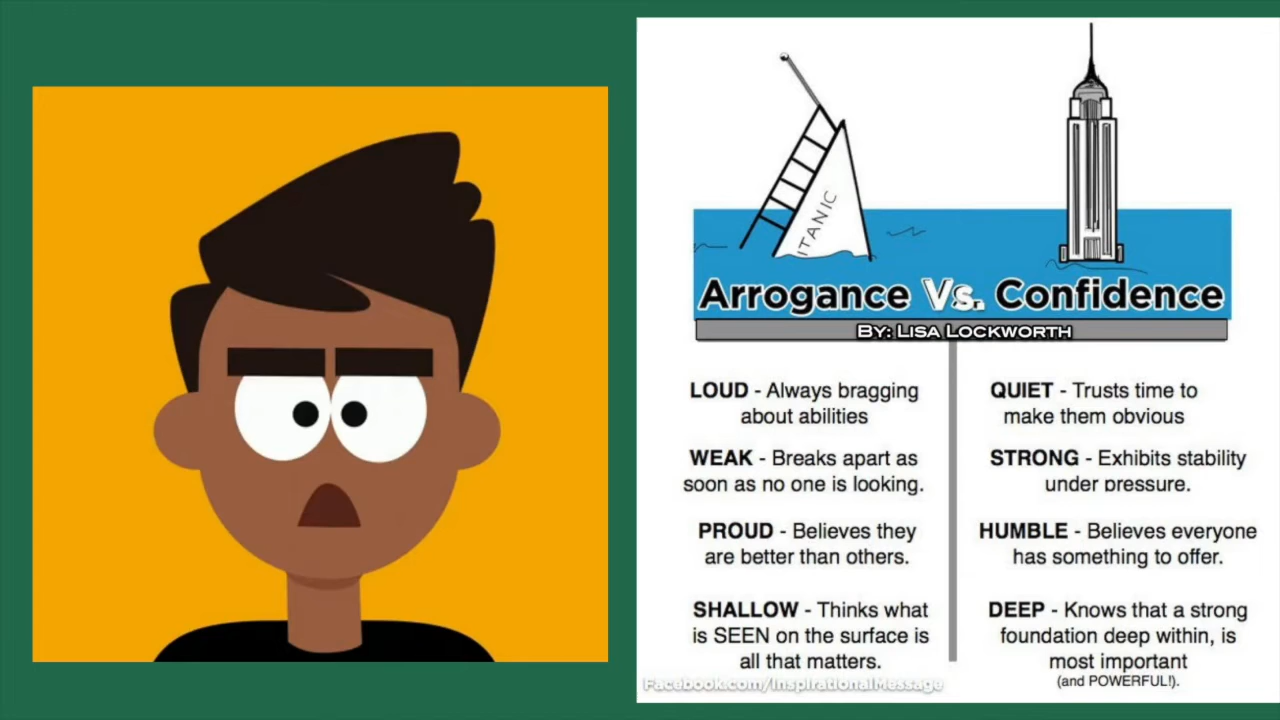 ITANIC
Arrogance Vs. Confidence
BY: LISA LOCKWORTH
LOUD - Always bragging
about abilities
WEAK - Breaks apart as
soon as no one is looking.
PROUD - Believes they
are better than others.
SHALLOW - Thinks what
is SEEN on the surface is
all that matters.
QUIET - Trusts time to
make them obvious
STRONG - Exhibits stability
under pressure.
HUMBLE - Believes everyone
has something to offer.
DEEP - Knows that a strong
foundation deep within, is
most important
(and POWERFUL!).
Facebook.com/InspirationalMessage